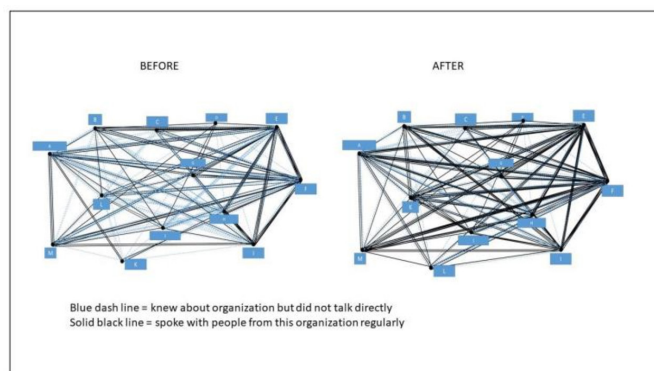 BEFORE
AFTER
B
C
E
A
F
L
M
K
J
B
C
E
A
F
K
M
L
J
Blue dash line = knew about organization but did not talk directly
Solid black line = spoke with people from this organization regularly